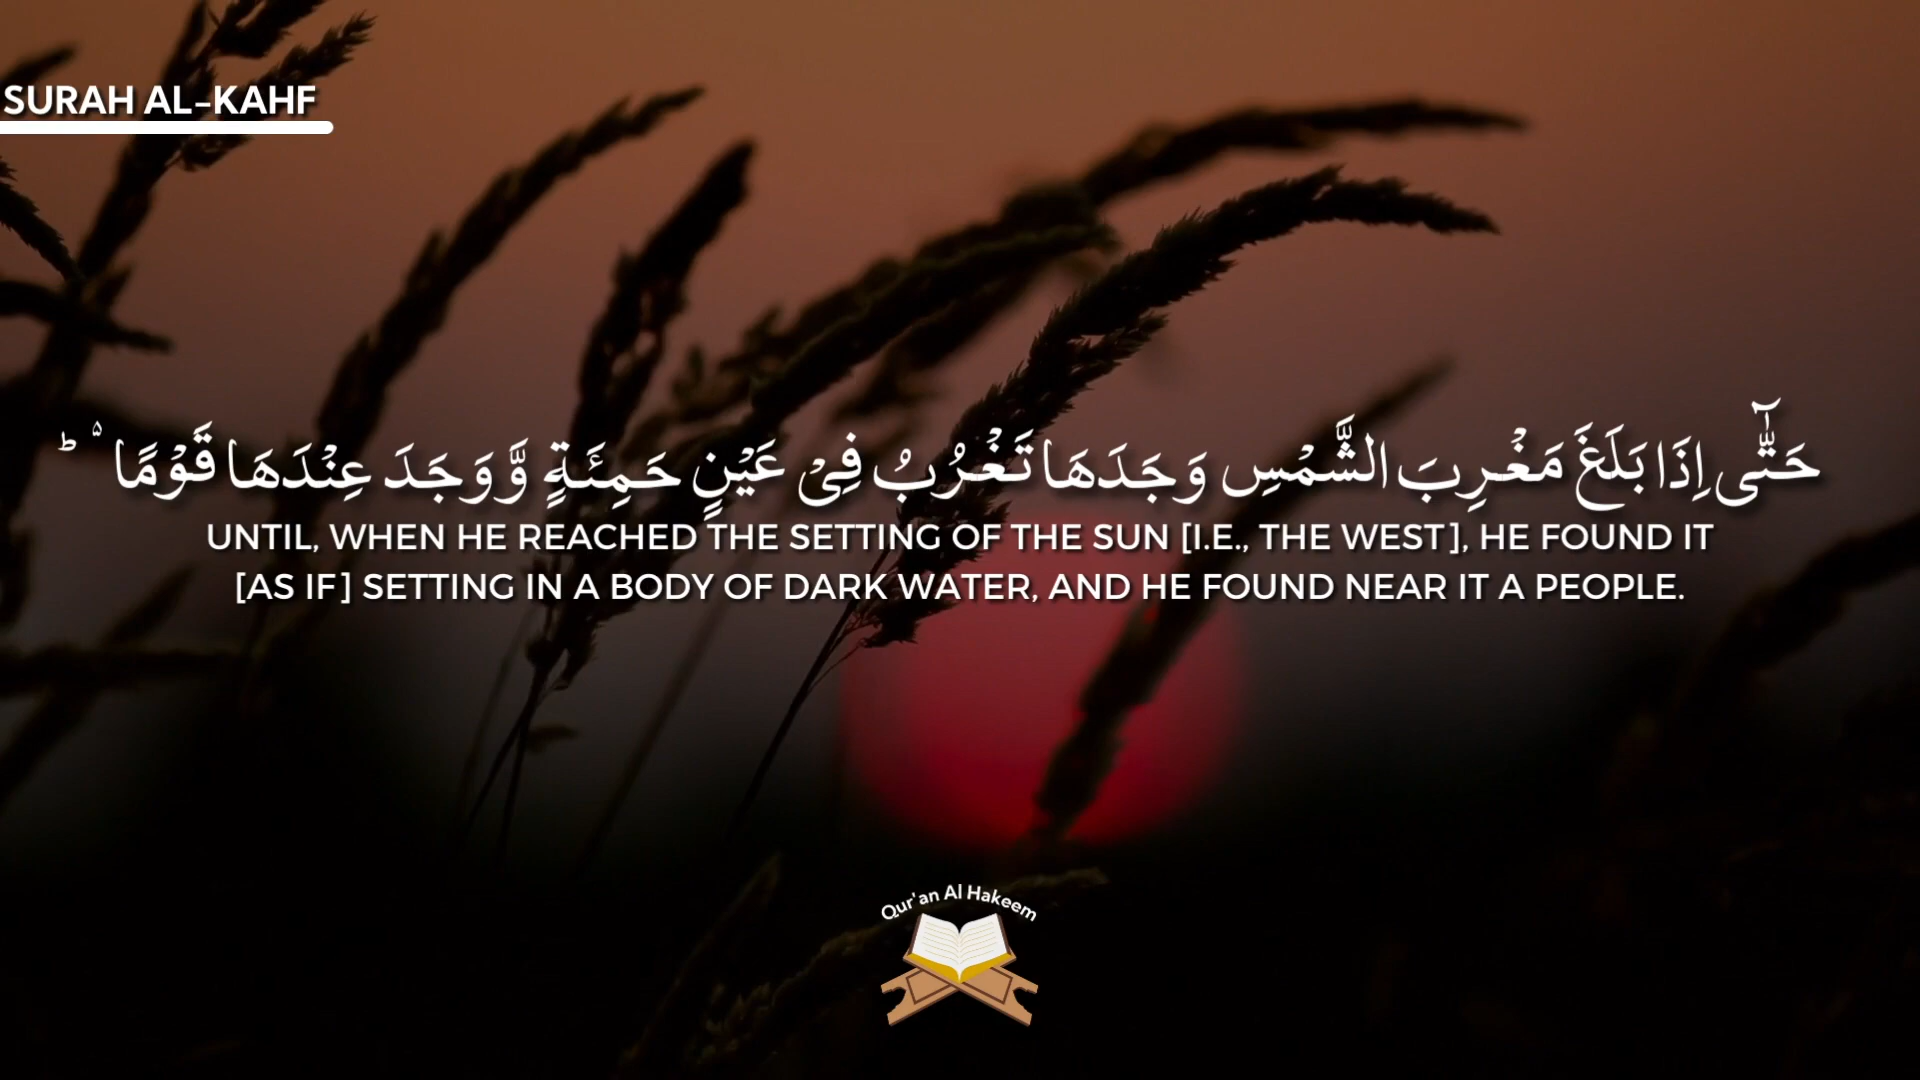 SURAH AL-KAHF
حَتّٰۤى اِذَا بَلَغَ مَغْرِبَ الشَّمْسِ وَجَدَهَا تَغْرُبُ فِىْ عَيْنٍ حَمِئَةٍ وَّوَجَدَ عِنْدَهَا قَوْمًا ۥؕ
UNTIL, WHEN HE REACHED THE SETTING OF THE SUN [I.E., THE WEST], HE FOUND IT
[AS IF] SETTING IN A BODY OF DARK WATER, AND HE FOUND NEAR IT A PEOPLE.
Qur'an Al Hakeem